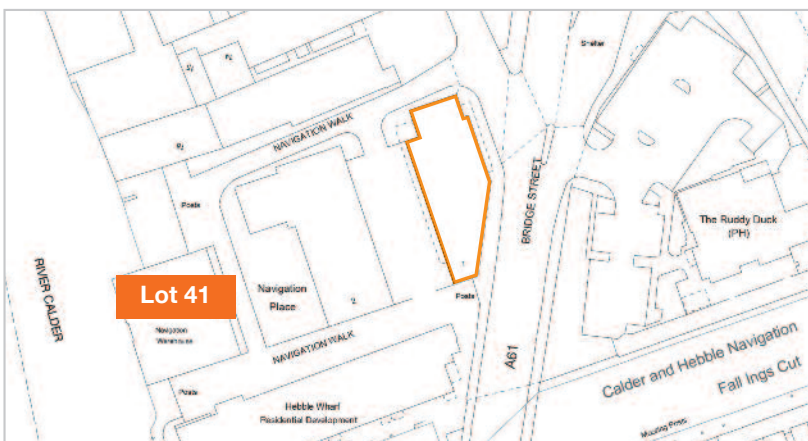 Shelter
NAVIGATION WALK
BRIDGE STREET
Posts
The Ruddy Duck
(PH)
RIVER CALDER
Lot 41
Navigation
Place
2
1
Posts
Navigation
Warehouse
NAVIGATION WALK
A61
Calder and Hebble Navigation
Fall Ings Cut
Posts
Hebble Wharf
Residential Development
Mooring Posts